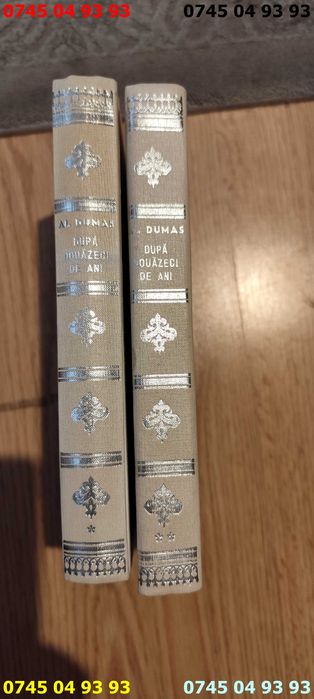 0745 04 93 93
0745 04 93 93
AL DUMAS
DUPĂ
DOUĂZECI
DE ANI
*
. DUMAS
DUPĂ
DOUĂZECI
DE ANI
**
0745 04 93 93
0745 04 93 93